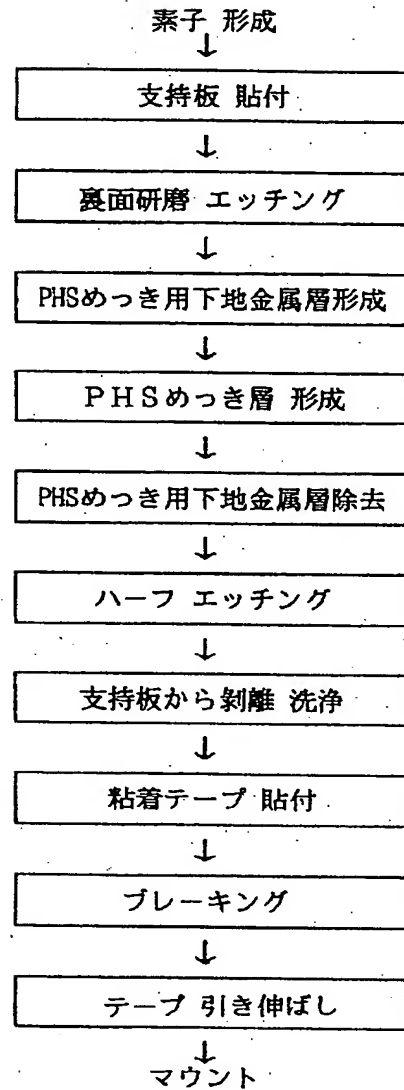 素子 形成
↓
支持板 貼付
↓
裏面研磨 エッチング
↓
PHSめっき用下地金属層形成
↓
PHSめっき層 形成
↓
PHSめっき用下地金属層除去
↓
ハーフ エッチング
↓
支持板から剝離 洗浄
↓
粘着テープ 貼付
↓
ブレーキング
↓
テープ 引き伸ばし
↓
マウント